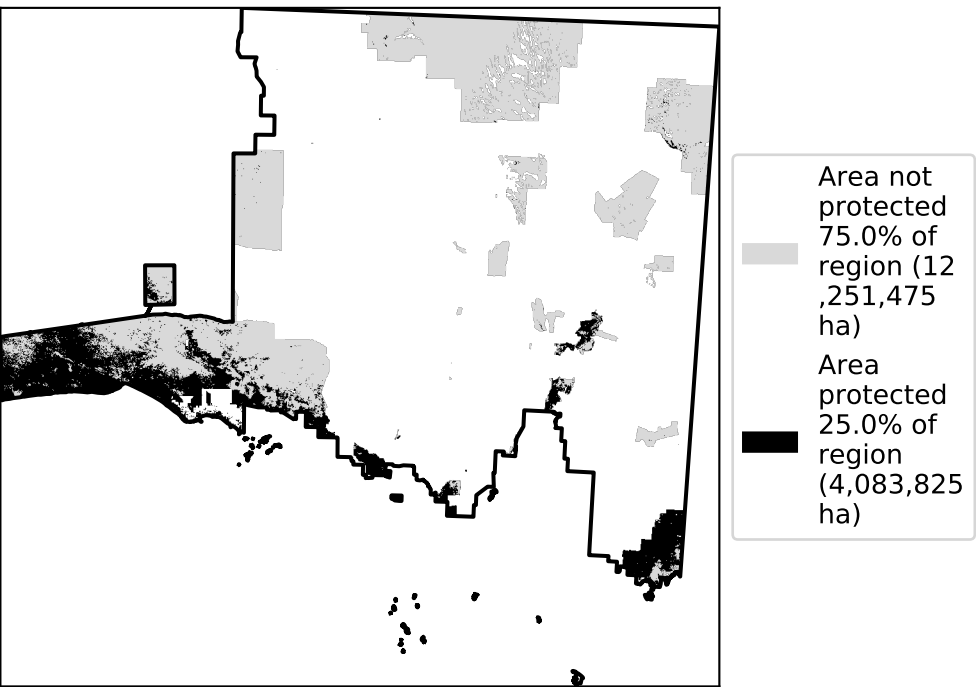 Area not
protected
75.0% of
region (12
,251,475
ha)
Area
protected
25.0% of
region
(4,083,825
ha)